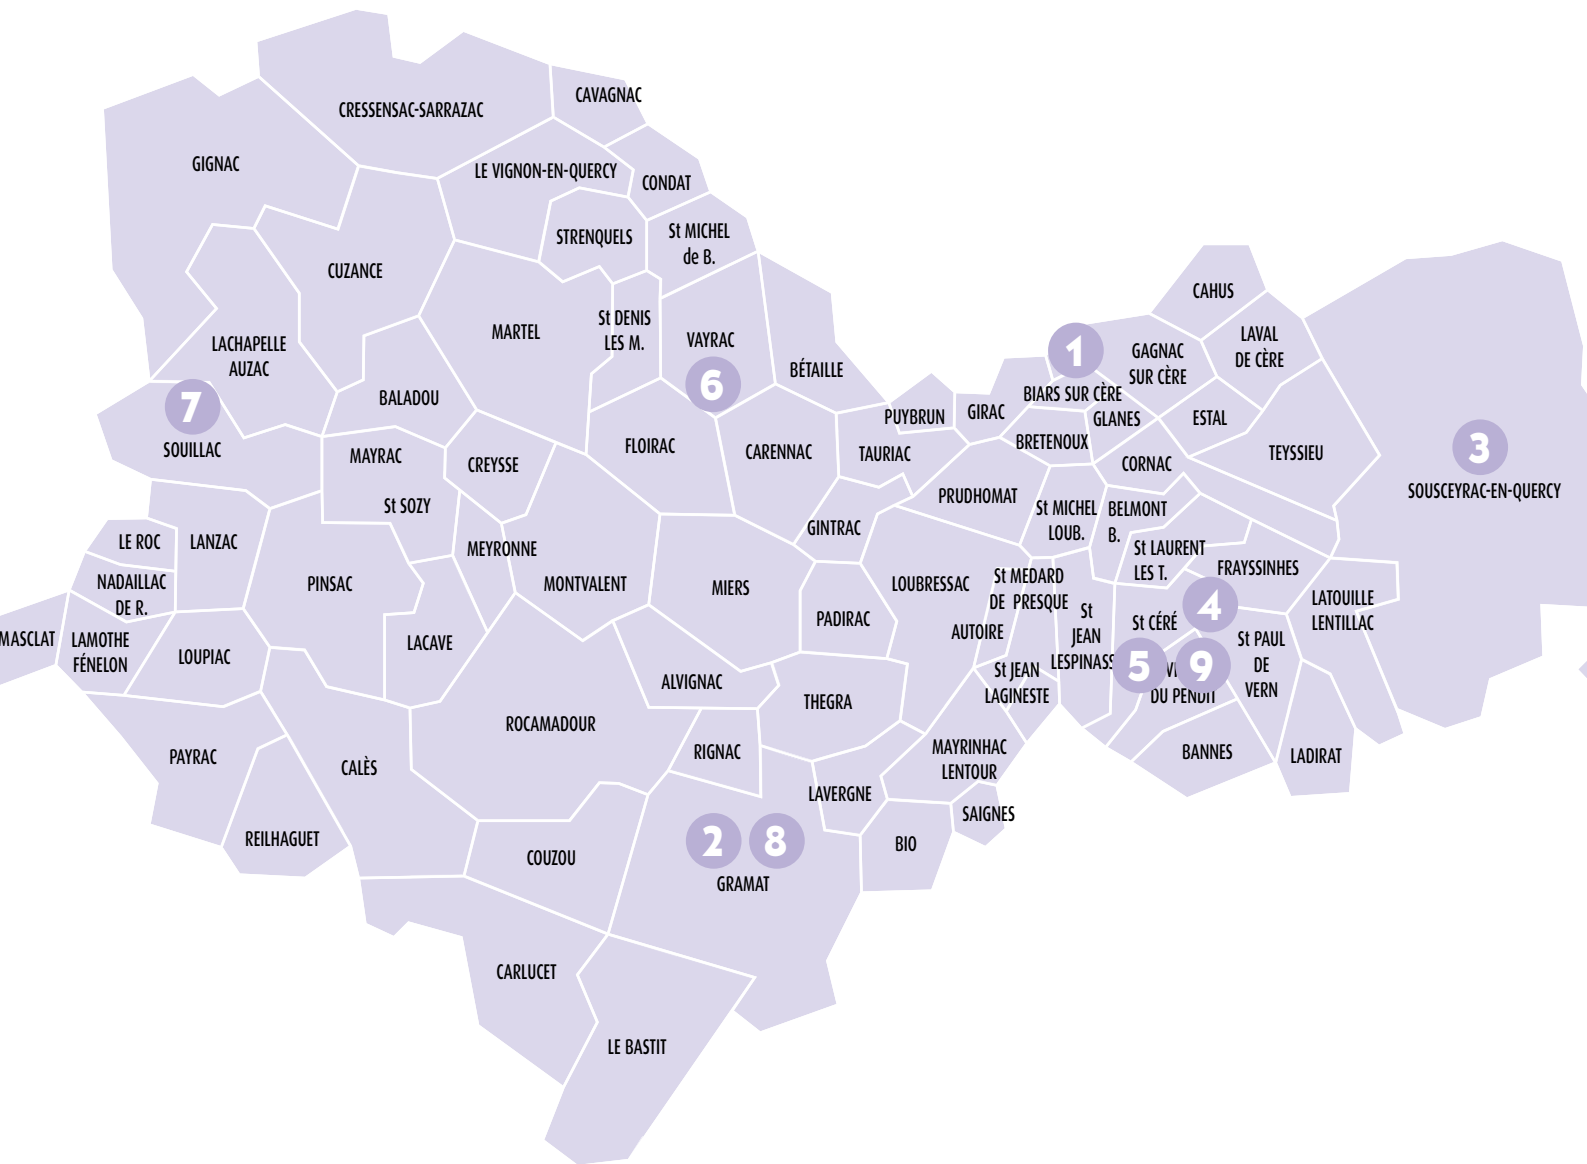 CAVAGNAC
CRESSENSAC-SARRAZAC
GIGNAC
LE VIGNON-EN-QUERCY
CONDAT
STRENQUELS
St MICHEL
de B.
CUZANCE
CAHUS
MARTEL
St DENIS
LES M.
VAYRAC
6
LACHAPELLE
AUZAC
BÉTAILLE
1
GAGNAC
SUR CÈRE
LAVAL
DE CÈRE
BIARS SUR CÈRE
BALADOU
7
SOUILLAC
PUYBRUN
GIRAC
GLANES
ESTAL
BRETENOUX
FLOIRAC
CARENNAC
TAURIAC
TEYSSIEU
3
SOUSCEYRAC-EN-QUERCY
MAYRAC
CREYSSE
CORNAC
PRUDHOMAT
St SOZY
St MICHEL
LOUB.
BELMONT
B.
GINTRAC
LE ROC
LANZAC
MEYRONNE
St LAURENT
LES T.
FRAYSSINHES
NADAILLAC
DE R.
PINSAC
MONTVALENT
MIERS
LOUBRESSAC
St MEDARD
DE PRESQUE
4
LATOUILLE
LENTILLAC
PADIRAC
St
JEAN
LESPINASS
St CÉRÉ
MASCLAT
LAMOTHE
FÉNELON
LOUPIAC
LACAVE
AUTOIRE
St PAUL
DE
VERN
5
9
DU PENDIT
ALVIGNAC
St JEAN
LAGINESTE
THEGRA
ROCAMADOUR
PAYRAC
CALÈS
RIGNAC
MAYRINHAC
LENTOUR
BANNES
LADIRAT
LAVERGNE
SAIGNES
REILHAGUET
2
8
GRAMAT
BIO
COUZOU
CARLUCET
LE BASTIT